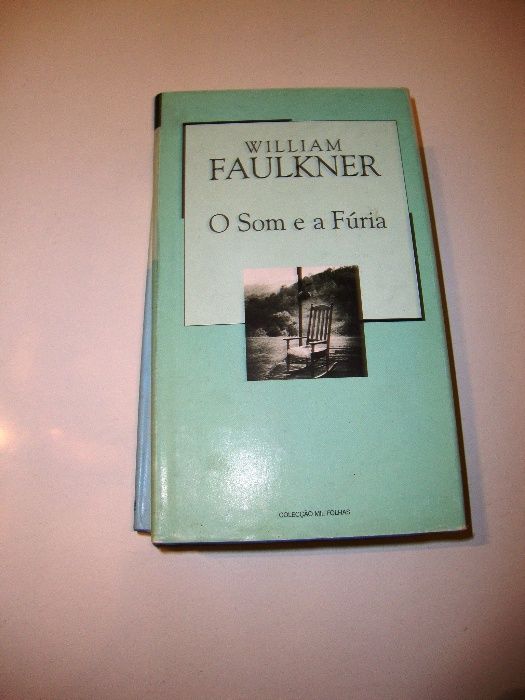 WILLIAM
FAULKNER
O Som e a Fúria
COLECÇÃO MIL FOLHAS